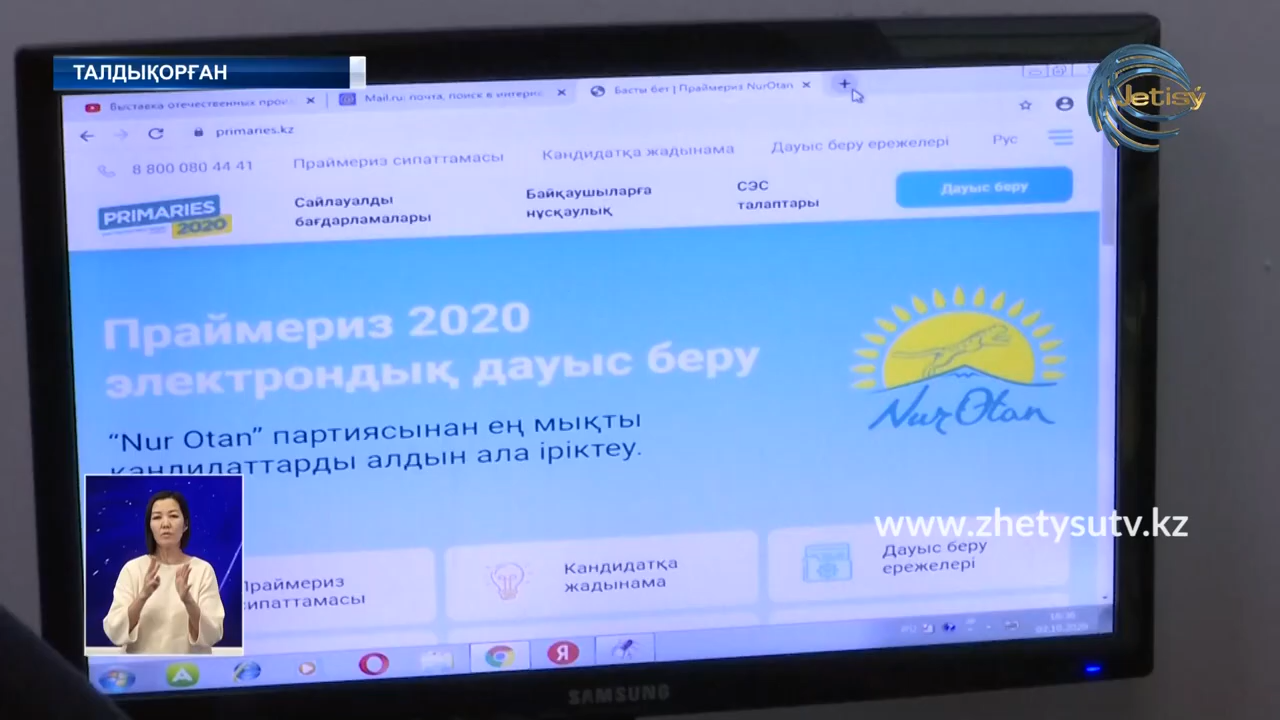 ТАЛДЫҚОРҒАН
Jetisý
Mail.ru: почта, поиск в интерн
Басты бет | Праймериз NurOtan
primaries.kz
8 800 080 44 41
Праймериз сипаттамасы
Кандидатқа жадынама
Дауыс беру ережелері
Рус
PRIMARIES
2020
Сайлауалды
бағдарламалары
Байқаушыларға
нұсқаулық
СЭС
талаптары
Дауыс беру
Праймериз 2020
электрондық дауыс беру
“Nur Otan” партиясынан ең мықты
кандидаттарды алдын ала іріктеу.
Nur Otan
www.zhetysutv.kz
Праймериз
сипаттамасы
Кандидатқа
жадынама
Дауыс беру
ережелері
SAMSUNG